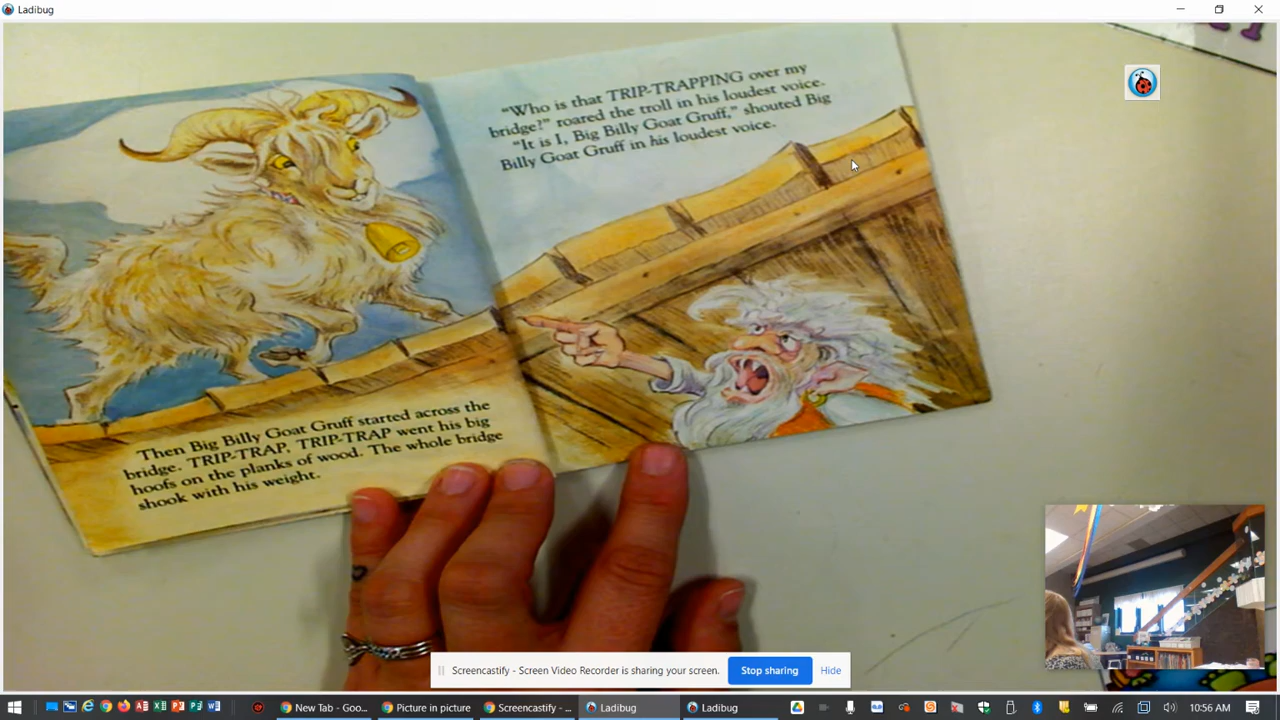 Ladibug
Then Big Billy Goat Gruff started across the
bridge. TRIP-TRAP, TRIP-TRAP went his big
hoofs on the planks of wood. The whole bridge
shook with his weight.
"Who is that TRIP-TRAPPING over my
bridge?" roared the troll in his loudest voice.
"It is I, Big Billy Goat Gruff," shouted Big
Billy Goat Gruff in his loudest voice.
Screencastify - Screen Video Recorder is sharing your screen.
Stop sharing
Hide
New Tab - Goo...
Picture in picture
Screencastify - ...
Ladibug
Ladibug
10:56 AM